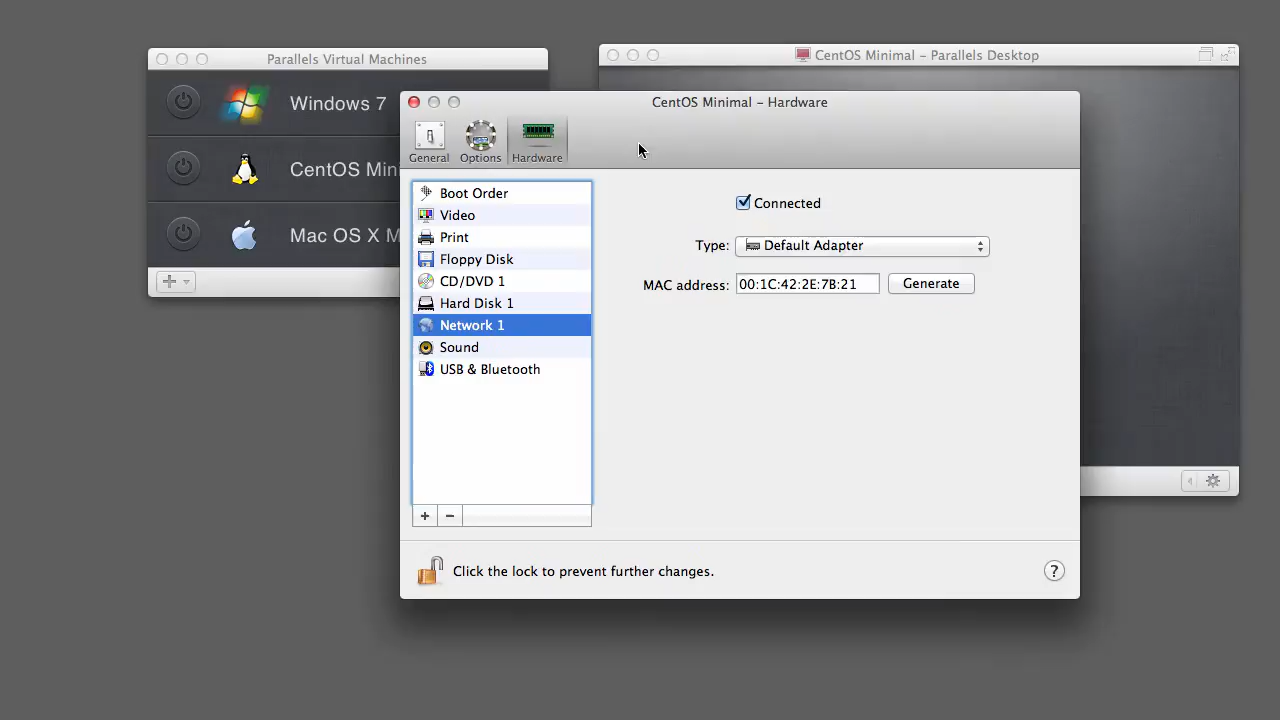 Parallels Virtual Machines
Windows 7
CentOS Min
Mac OS X M
CentOS Minimal – Parallels Desktop
CentOS Minimal – Hardware
General
Options
Hardware
Boot Order
Video
Print
Floppy Disk
CD/DVD 1
Hard Disk 1
Network 1
Sound
USB & Bluetooth
Connected
Type: Default Adapter
MAC address: 00:1C:42:2E:7B:21 Generate
Click the lock to prevent further changes.